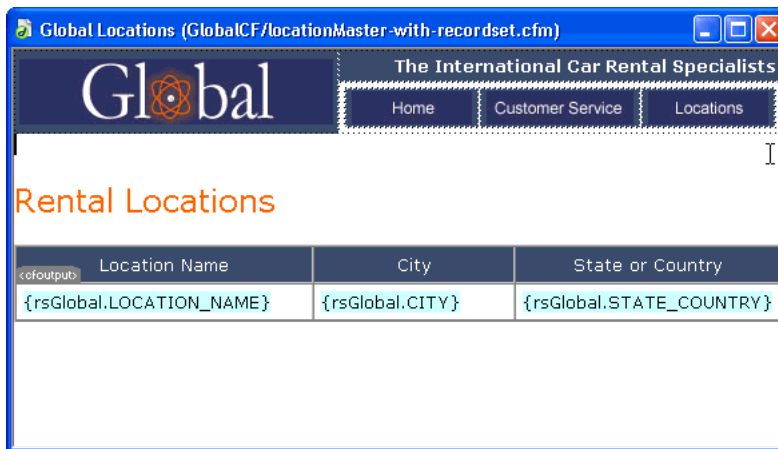 Global Locations (GlobalCF/locationMaster-with-recordset.cfm)
Global
The International Car Rental Specialists
Home Customer Service Locations
Rental Locations
Location Name City State or Country
<cfoutput>
{rsGlobal.LOCATION_NAME} {rsGlobal.CITY} {rsGlobal.STATE_COUNTRY}